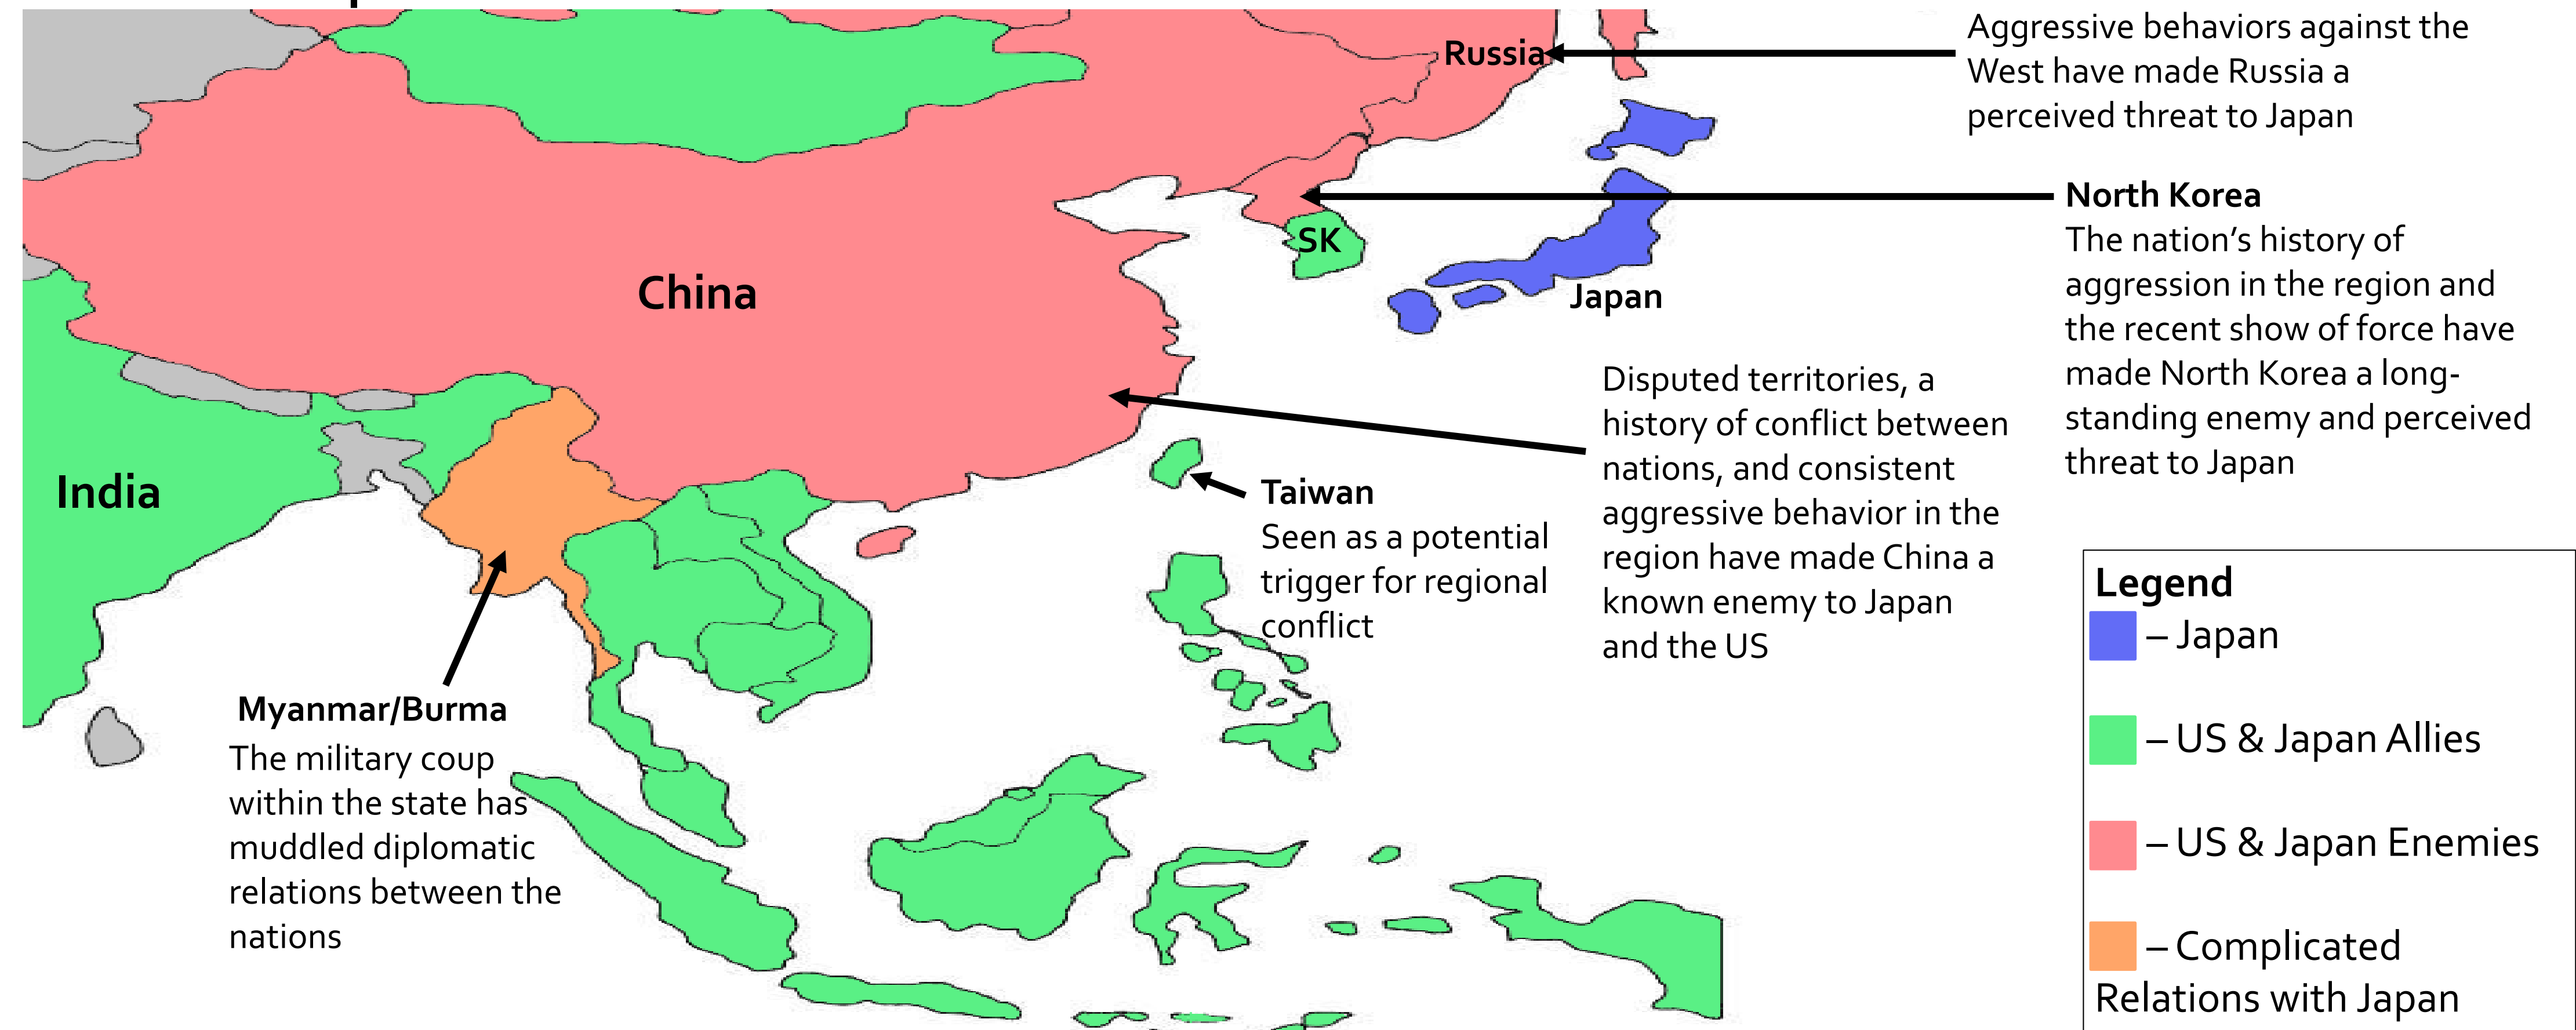 Russia
Aggressive behaviors against the
West have made Russia a
perceived threat to Japan
North Korea
The nation’s history of
aggression in the region and
the recent show of force have
made North Korea a long-
standing enemy and perceived
threat to Japan
SK
China
Japan
Disputed territories, a
history of conflict between
nations, and consistent
aggressive behavior in the
region have made China a
known enemy to Japan
and the US
India
Taiwan
Seen as a potential
trigger for regional
conflict
Myanmar/Burma
The military coup
within the state has
muddled diplomatic
relations between the
nations
Legend
– Japan
– US & Japan Allies
– US & Japan Enemies
– Complicated
Relations with Japan